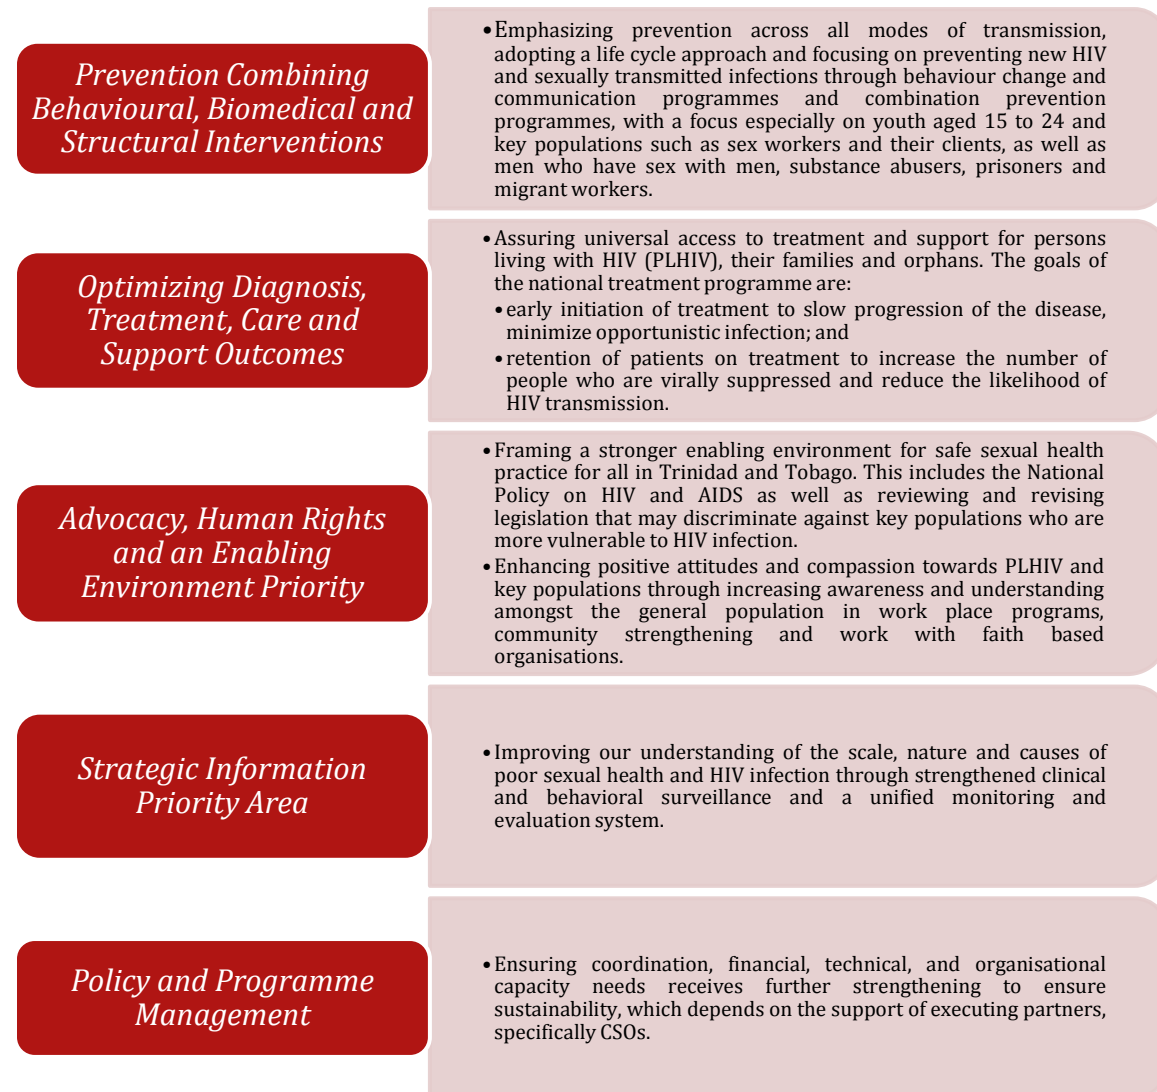 Prevention Combining
Behavioural, Biomedical and
Structural Interventions
•Emphasizing prevention across all modes of transmission,
adopting a life cycle approach and focusing on preventing new HIV
and sexually transmitted infections through behaviour change and
communication programmes and combination prevention
programmes, with a focus especially on youth aged 15 to 24 and
key populations such as sex workers and their clients, as well as
men who have sex with men, substance abusers, prisoners and
migrant workers.
Optimizing Diagnosis,
Treatment, Care and
Support Outcomes
•Assuring universal access to treatment and support for persons
living with HIV (PLHIV), their families and orphans. The goals of
the national treatment programme are:
•early initiation of treatment to slow progression of the disease,
minimize opportunistic infection; and
•retention of patients on treatment to increase the number of
people who are virally suppressed and reduce the likelihood of
HIV transmission.
Advocacy, Human Rights
and an Enabling
Environment Priority
•Framing a stronger enabling environment for safe sexual health
practice for all in Trinidad and Tobago. This includes the National
Policy on HIV and AIDS as well as reviewing and revising
legislation that may discriminate against key populations who are
more vulnerable to HIV infection.
•Enhancing positive attitudes and compassion towards PLHIV and
key populations through increasing awareness and understanding
amongst the general population in work place programs,
community strengthening and work with faith based
organisations.
Strategic Information
Priority Area
•Improving our understanding of the scale, nature and causes of
poor sexual health and HIV infection through strengthened clinical
and behavioral surveillance and a unified monitoring and
evaluation system.
Policy and Programme
Management
•Ensuring coordination, financial, technical, and organisational
capacity needs receives further strengthening to ensure
sustainability, which depends on the support of executing partners,
specifically CSOs.